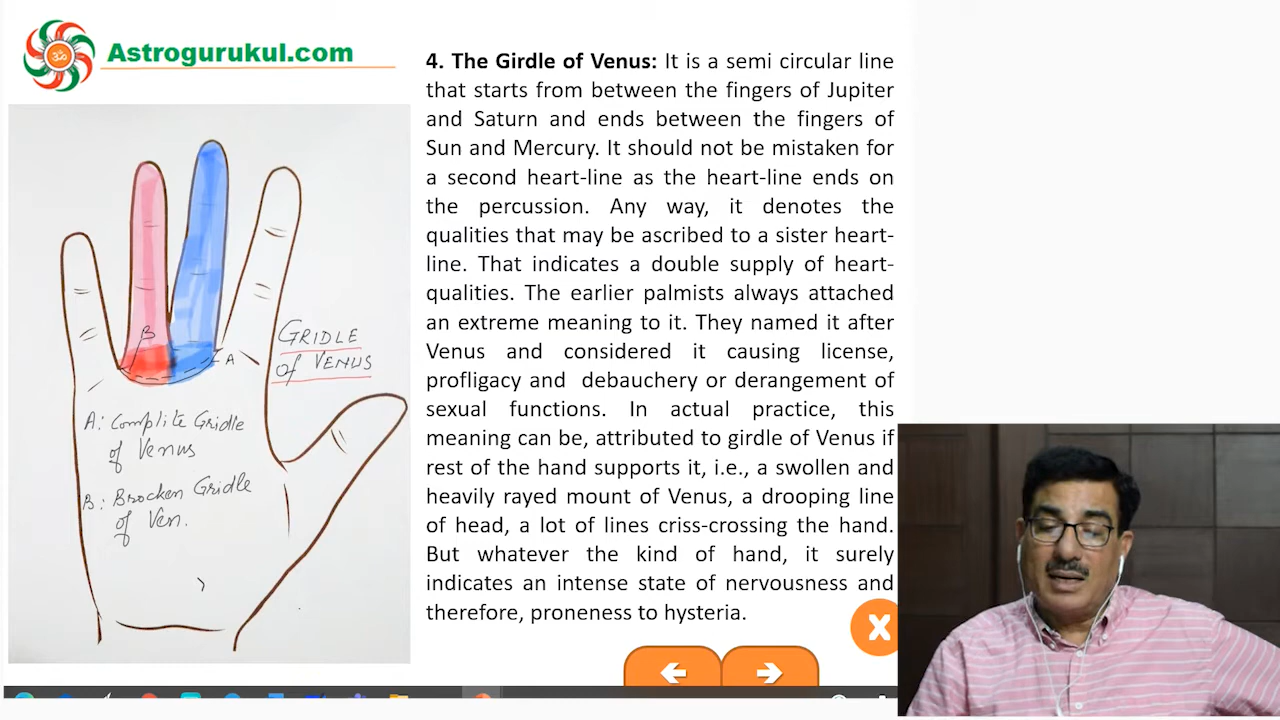 Astrogurukul.com
4. The Girdle of Venus: It is a semi circular line
that starts from between the fingers of Jupiter
and Saturn and ends between the fingers of
Sun and Mercury. It should not be mistaken for
a second heart-line as the heart-line ends on
the percussion. Any way, it denotes the
qualities that may be ascribed to a sister heart-
line. That indicates a double supply of heart-
qualities. The earlier palmists always attached
an extreme meaning to it. They named it after
Venus and considered it causing license,
profligacy and debauchery or derangement of
sexual functions. In actual practice, this
meaning can be, attributed to girdle of Venus if
rest of the hand supports it, i.e., a swollen and
heavily rayed mount of Venus, a drooping line
of head, a lot of lines criss-crossing the hand.
But whatever the kind of hand, it surely
indicates an intense state of nervousness and
therefore, proneness to hysteria.
B
A
GRIDLE
of VENUS
A: Complite Gridle
of Venus
B: Brocken Gridle
of Ven.
X